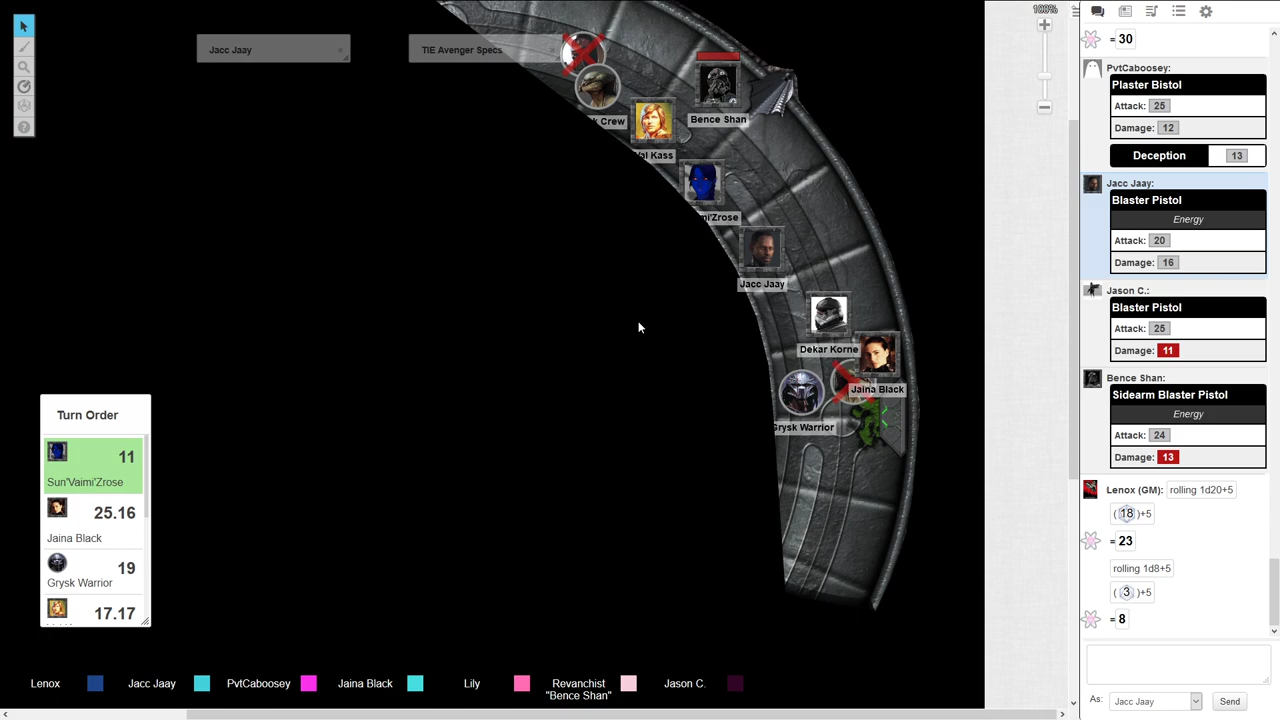 100%
Jacc Jaay
TIE Avenger Specs
k Crew
Bence Shan
Val Kass
mi'Zrose
Jacc Jaay
Dekar Korne
Jaina Black
Grysk Warrior
Turn Order
11
Sun'Vaimi'Zrose
25.16
Jaina Black
19
Grysk Warrior
17.17
Lenox
Jacc Jaay
PvtCaboosey
Jaina Black
Lily
Revanchist
"Bence Shan"
Jason C.
= 30
PvtCaboosey:
Plaster Bistol
Attack: 25
Damage: 12
Deception 13
Jacc Jaay:
Blaster Pistol
Energy
Attack: 20
Damage: 16
Jason C.:
Blaster Pistol
Attack: 25
Damage: 11
Bence Shan:
Sidearm Blaster Pistol
Energy
Attack: 24
Damage: 13
Lenox (GM): rolling 1d20+5
(18)+5
= 23
rolling 1d8+5
(3)+5
= 8
As: Jacc Jaay Send